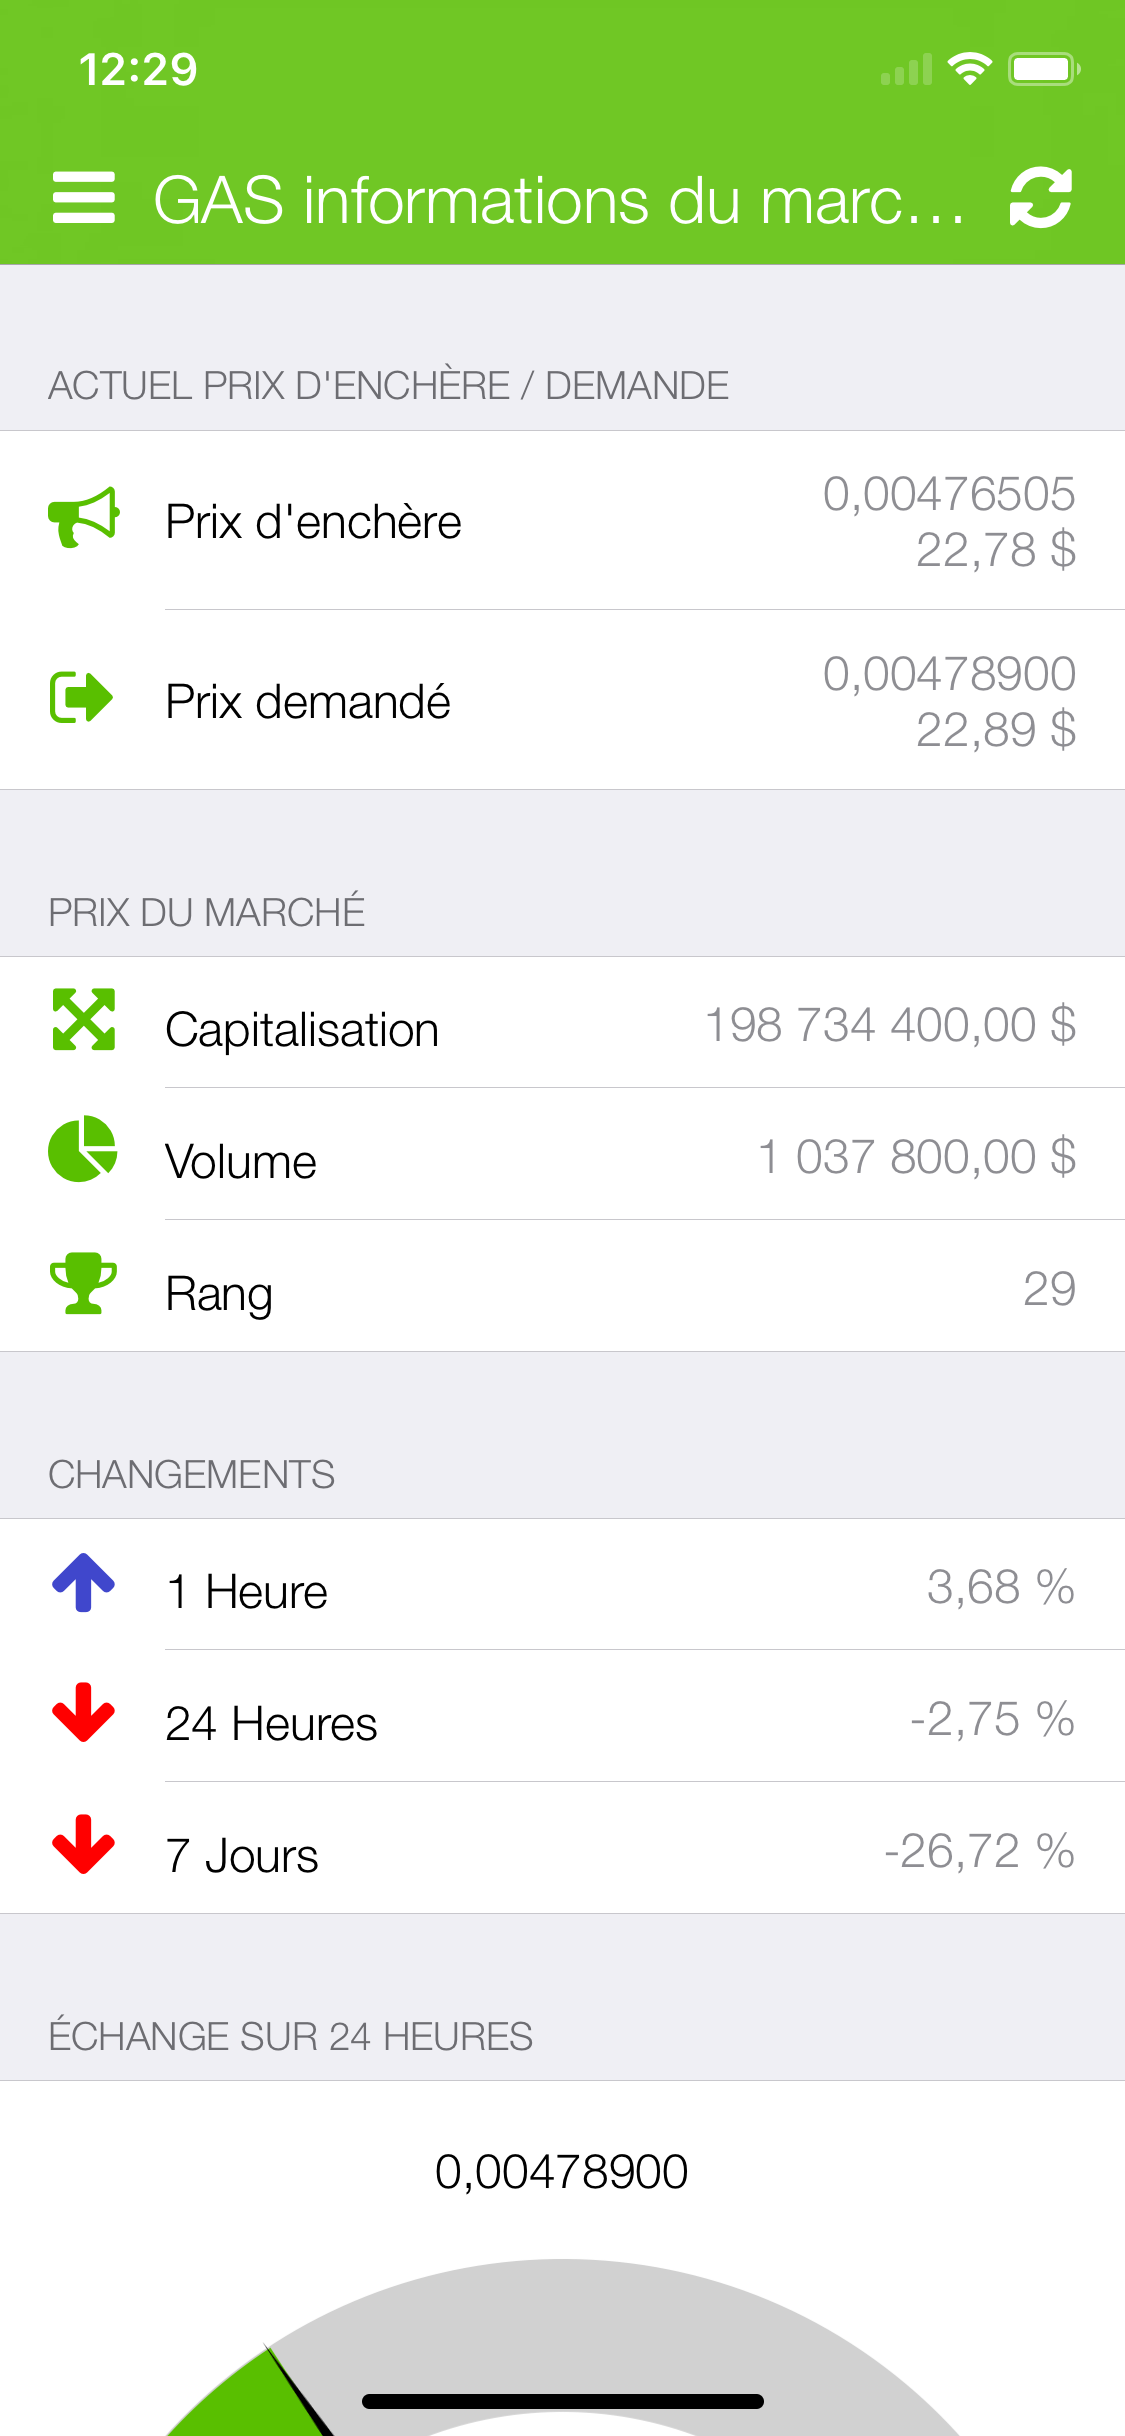 12:29
GAS informations du marc...
ACTUEL PRIX D'ENCHÈRE / DEMANDE
Prix d'enchère
0,00476505
22,78 $
Prix demandé
0,00478900
22,89 $
PRIX DU MARCHÉ
Capitalisation 198 734 400,00 $
Volume 1 037 800,00 $
Rang 29
CHANGEMENTS
1 Heure 3,68 %
24 Heures -2,75 %
7 Jours -26,72 %
ÉCHANGE SUR 24 HEURES
0,00478900